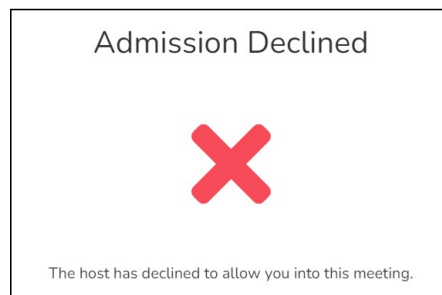 Admission Declined
The host has declined to allow you into this meeting.